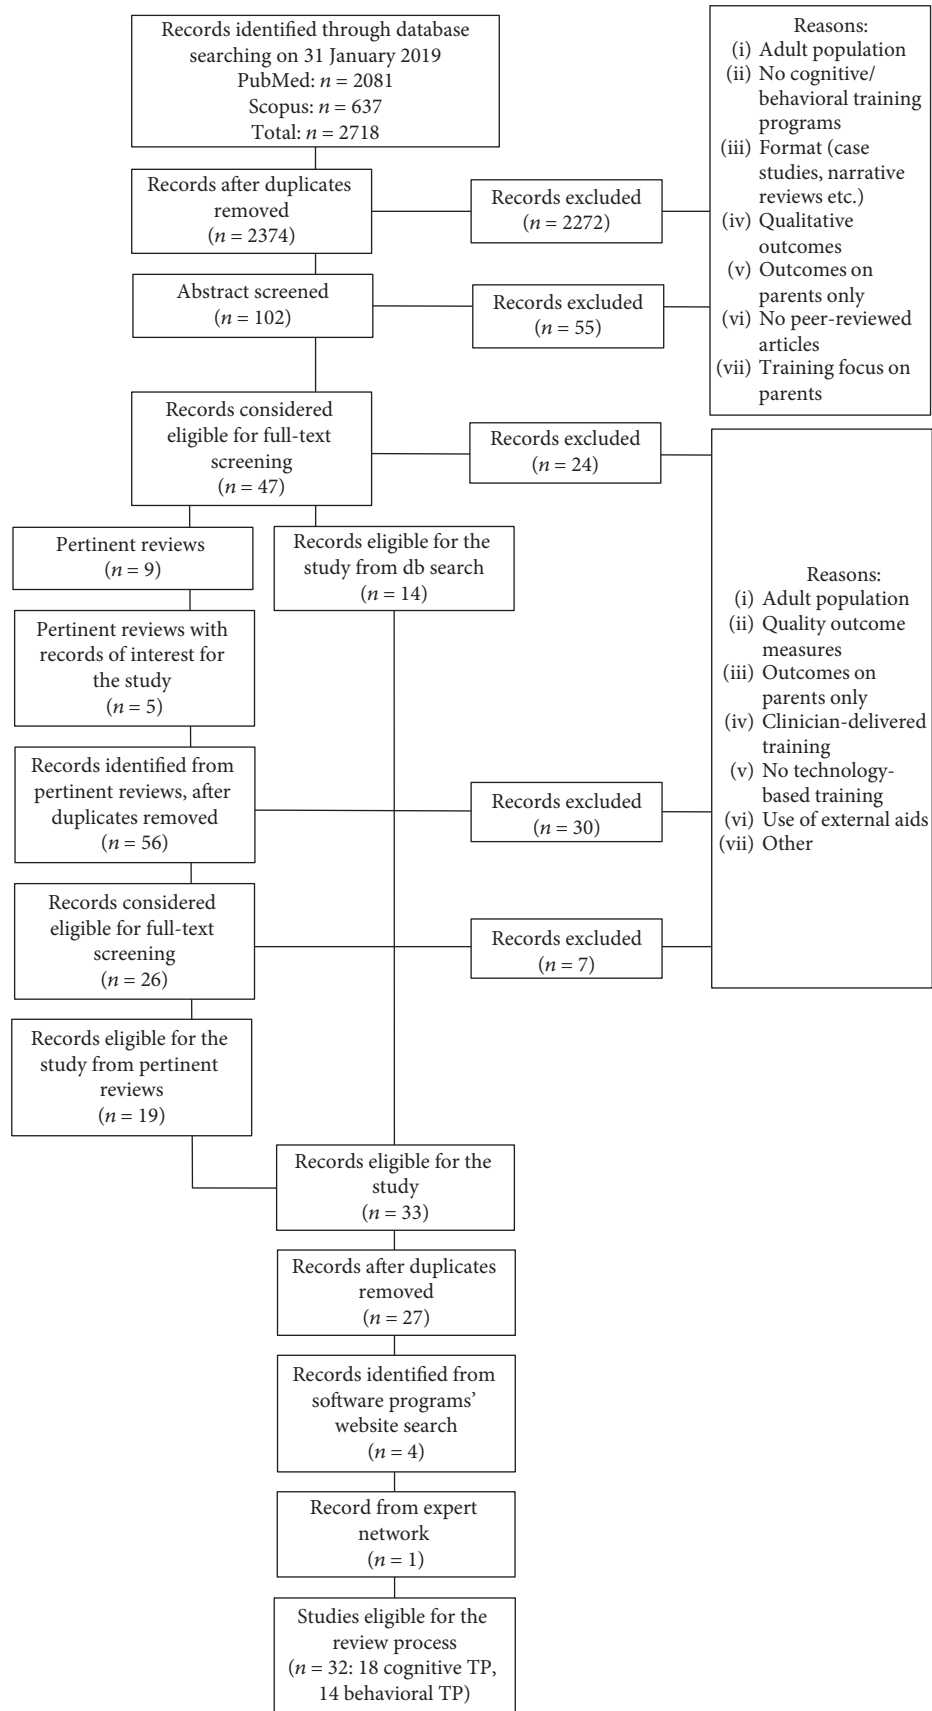 Records identified through database
searching on 31 January 2019
PubMed: n = 2081
Scopus: n = 637
Total: n = 2718
Reasons:
(i) Adult population
(ii) No cognitive/
behavioral training
programs
(iii) Format (case
studies, narrative
reviews etc.)
(iv) Qualitative
outcomes
(v) Outcomes on
parents only
(vi) No peer-reviewed
articles
(vii) Training focus on
parents
Records after duplicates
removed
(n = 2374)
Records excluded
(n = 2272)
Abstract screened
(n = 102)
Records excluded
(n = 55)
Records considered
eligible for full-text
screening
(n = 47)
Records excluded
(n = 24)
Reasons:
(i) Adult population
(ii) Quality outcome
measures
(iii) Outcomes on
parents only
(iv) Clinician-delivered
training
(v) No technology-
based training
(vi) Use of external aids
(vii) Other
Pertinent reviews
(n = 9)
Records eligible for the
study from db search
(n = 14)
Pertinent reviews with
records of interest for
the study
(n = 5)
Records identified from
pertinent reviews, after
duplicates removed
(n = 56)
Records excluded
(n = 30)
Records considered
eligible for full-text
screening
(n = 26)
Records excluded
(n = 7)
Records eligible for the
study from pertinent
reviews
(n = 19)
Records eligible for the
study
(n = 33)
Records after duplicates
removed
(n = 27)
Records identified from
software programs’
website search
(n = 4)
Record from expert
network
(n = 1)
Studies eligible for the
review process
(n = 32: 18 cognitive TP,
14 behavioral TP)